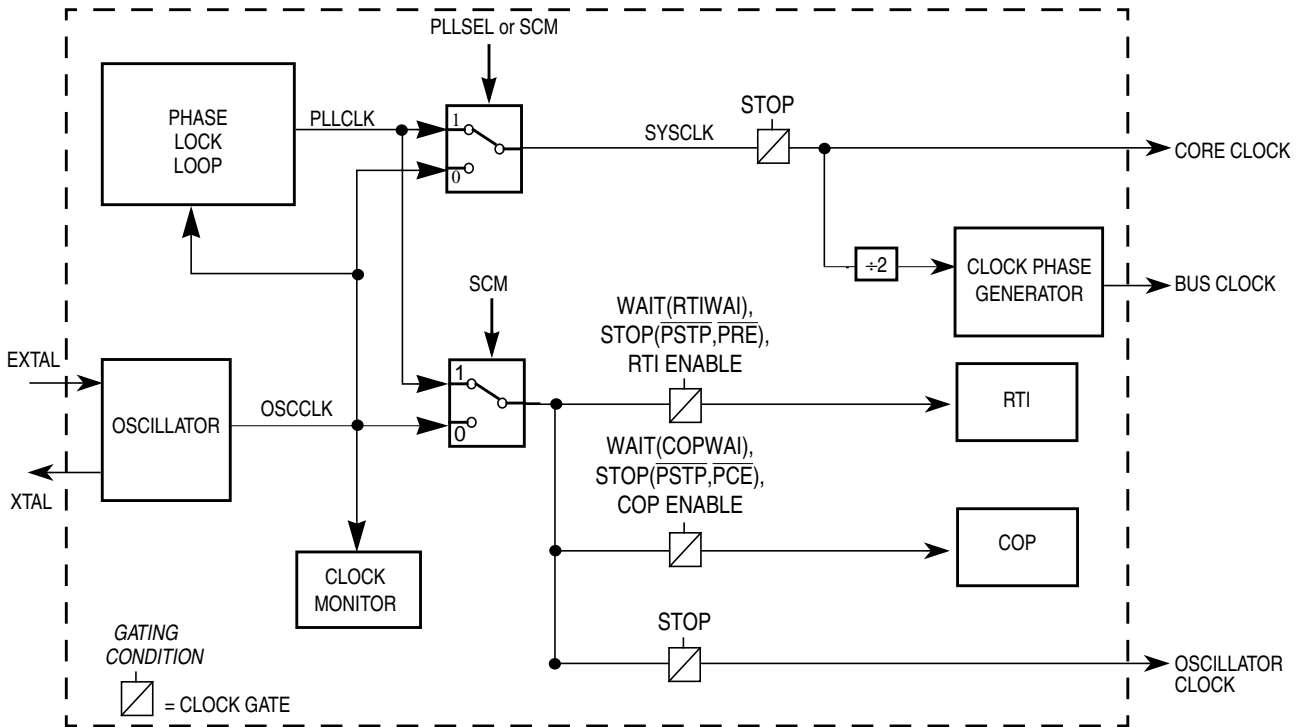 PLLSEL or SCM
PHASE
LOCK
LOOP
PLLCLK
1
0
SYSCLK
STOP
CORE CLOCK
÷2
CLOCK PHASE
GENERATOR
BUS CLOCK
SCM
WAIT(RTIWAI),
STOP(PSTP,PRE),
RTI ENABLE
EXTAL
OSCILLATOR
OSCCLK
1
0
RTI
XTAL
WAIT(COPWAI),
STOP(PSTP,PCE),
COP ENABLE
COP
CLOCK
MONITOR
STOP
OSCILLATOR
CLOCK
GATING
CONDITION
= CLOCK GATE